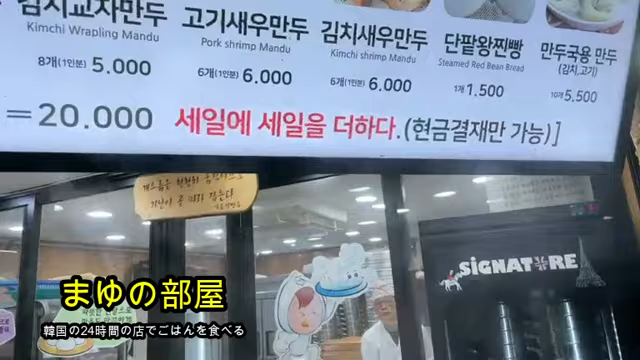 김치교자만두
Kimchi Wrapling Mandu
8개(1인분) 5.000
고기새우만두
Pork shrimp Mandu
6개(1인분) 6.000
김치새우만두
Kimchi shrimp Mandu
6개(1인분) 6.000
단팥왕찐빵
Steamed Red Bean Bread
1개 1.500
만두국용 만두
(김치,고기)
10개 5.500
=20.000 세일에 세일을 더하다.(현금결재만 가능)]
SiGNATURE
まゆの部屋
韓国の24時間の店でごはんを食べる